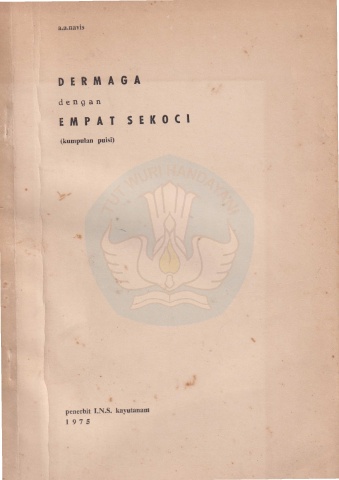 a.a.navis
DERMAGA
dengan
EMPAT SEKOCI
(kumpulan puisi)
TUT WURI HANDAYANI
penerbit I.N.S. kayutanam
1975